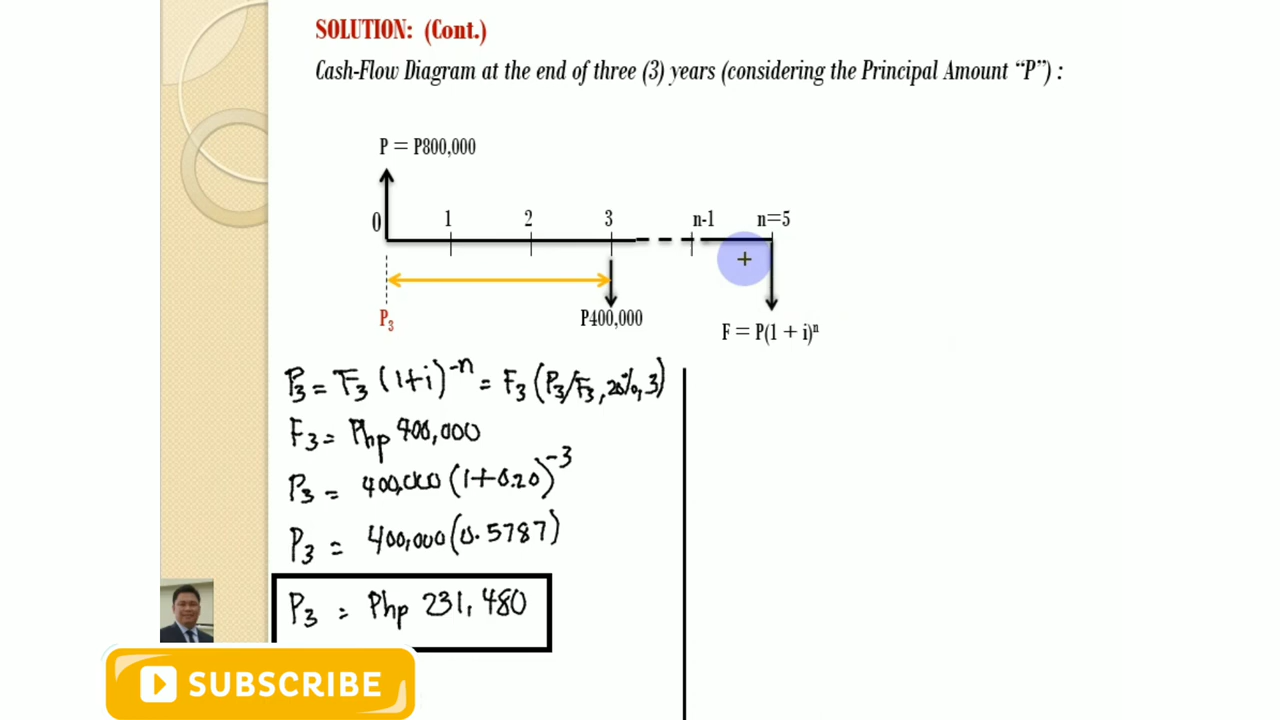 SOLUTION: (Cont.)
Cash-Flow Diagram at the end of three (3) years (considering the Principal Amount “P”) :
P = P800,000
0 1 2 3 n-1 n=5
P3 P400,000
F = P(1 + i)ⁿ
P3 = F3 (1+i)^-n = F3 (P3/F3, 20%, 3)
F3 = Php 400,000
P3 = 400,000 (1+0.20)^-3
P3 = 400,000 (0.5787)
P3 = Php 231,480
SUBSCRIBE